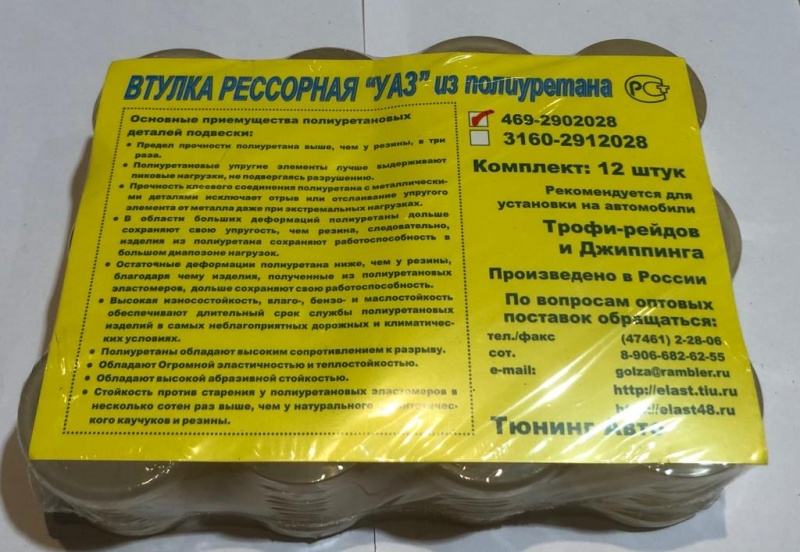 ВТУЛКА РЕССОРНАЯ "УАЗ" из полиуретана
РСТ
Основные приемущества полиуретановых
деталей подвески:
• Предел прочности полиуретана выше, чем у резины, в три
раза.
• Полиуретановые упругие элементы лучше выдерживают
пиковые нагрузки, не подвергаясь разрушению.
• Прочность клеевого соединения полиуретана с металлически-
ми деталями исключает отрыв или отслаивание упругого
элемента от металла даже при экстремальных нагрузках.
• В области больших деформаций полиуретаны дольше
сохраняют свою упругость, чем резина, следовательно,
изделия из полиуретана сохраняют работоспособность в
большом диапозоне нагрузок.
• Остаточные деформации полиуретана ниже, чем у резины,
благодаря чему изделия, полученные из полиуретановых
эластомеров, дольше сохраняют свою работоспособность.
• Высокая износостойкость, влаго-, бензо- и маслостойкость
обеспечивают длительный срок службы полиуретановых
изделий в самых неблагоприятных дорожных и климатичес-
ких условиях.
• Полиуретаны обладают высоким сопротивлением к разрыву.
• Обладают Огромной эластичностью и теплостойкостью.
• Обладают высокой абразивной стойкостью.
• Стойкость против старения у полиуретановых эластомеров в
несколько сотен раз выше, чем у натурального
кого каучуков и резины.
469-2902028
3160-2912028
Комплект: 12 штук
Рекомендуется для
установки на автомобили
Трофи-рейдов
и Джиппинга
Произведено в России
По вопросам оптовых
поставок обращаться:
тел./факс (47461) 2-28-06
сот. 8-906-682-62-55
e-mail: golza@rambler.ru
http://elast.tiu.ru
http://elast48.ru
Тюнинг Авто